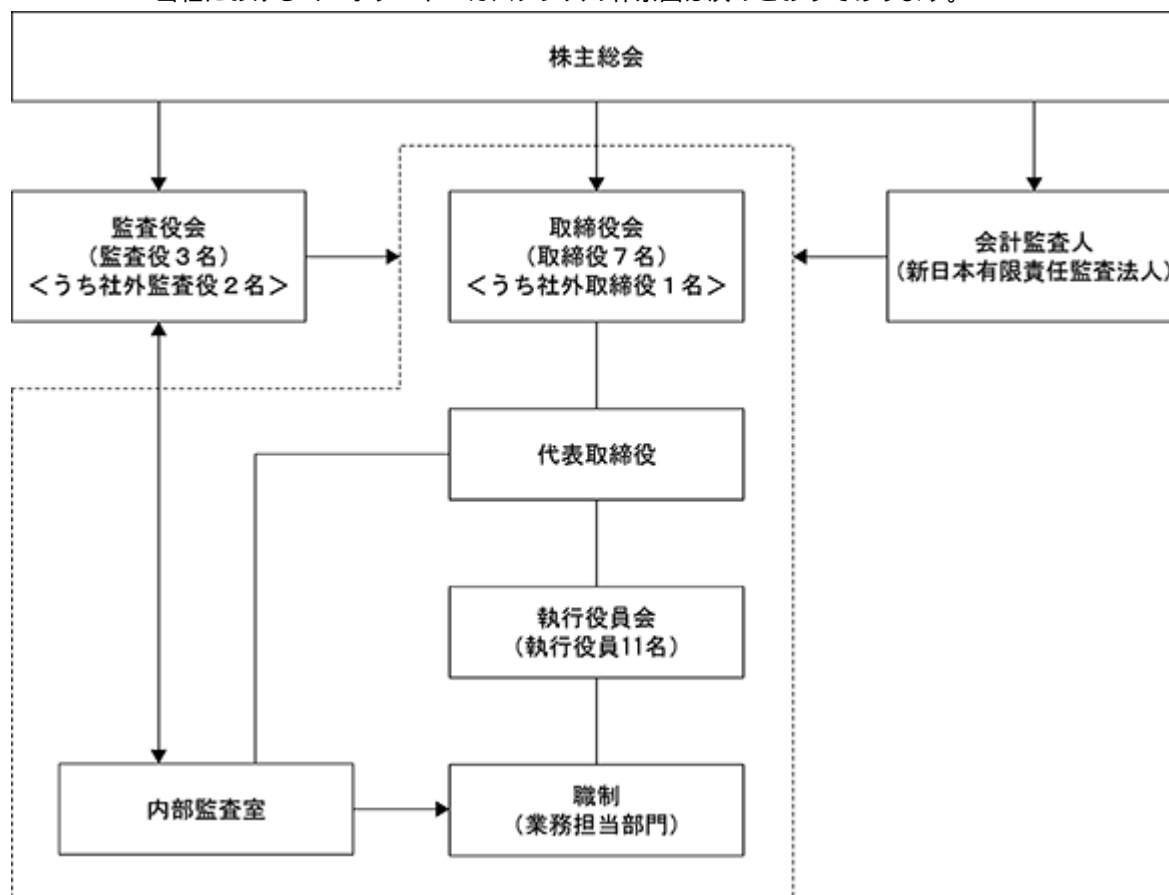 株主総会
監査役会
(監査役3名)
<うち社外監査役2名>
取締役会
(取締役7名)
<うち社外取締役1名>
会計監査人
(新日本有限責任監査法人)
代表取締役
執行役員会
(執行役員11名)
内部監査室
職制
(業務担当部門)